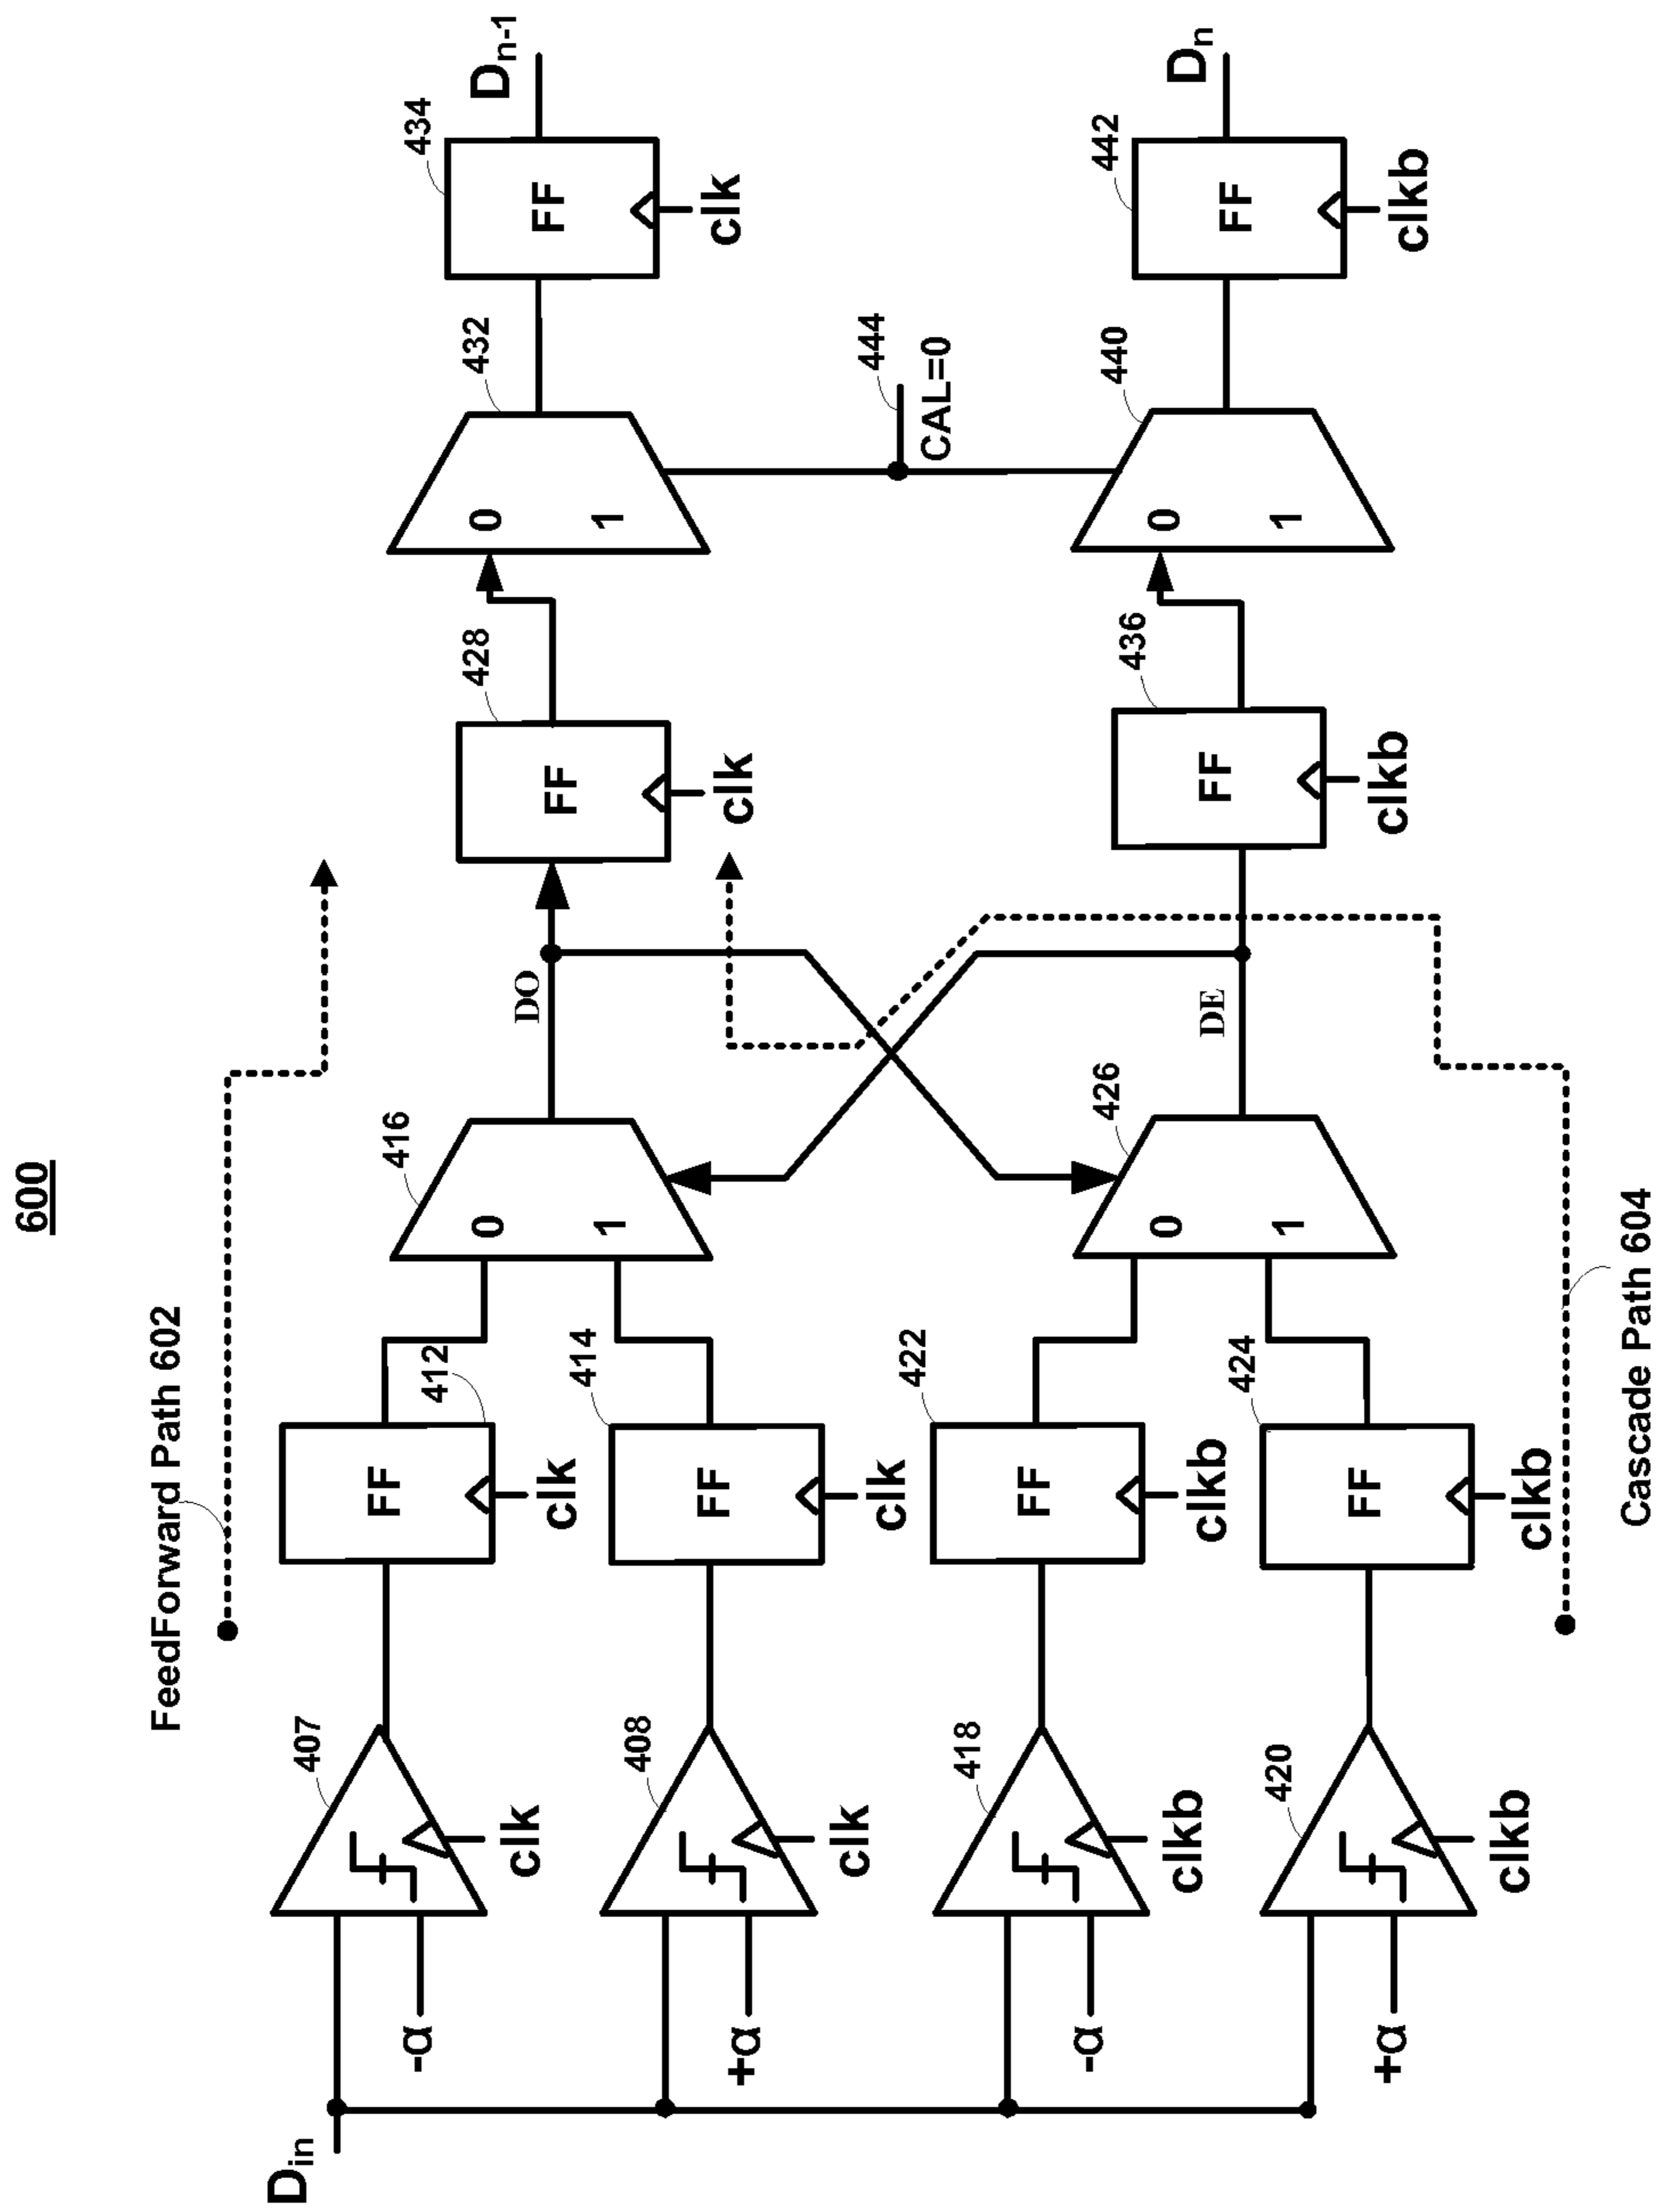 600
FeedForward Path 602
D_in
-α
407
clk
FF
412
clk
+α
408
clk
FF
414
clk
0
1
416
DO
428
FF
clk
0
1
432
434
FF
clk
D_n-1
444
CAL=0
-α
418
clkb
FF
422
clkb
+α
420
clkb
FF
424
clkb
0
1
426
DE
436
FF
clkb
0
1
440
442
FF
clkb
D_n
Cascade Path 604